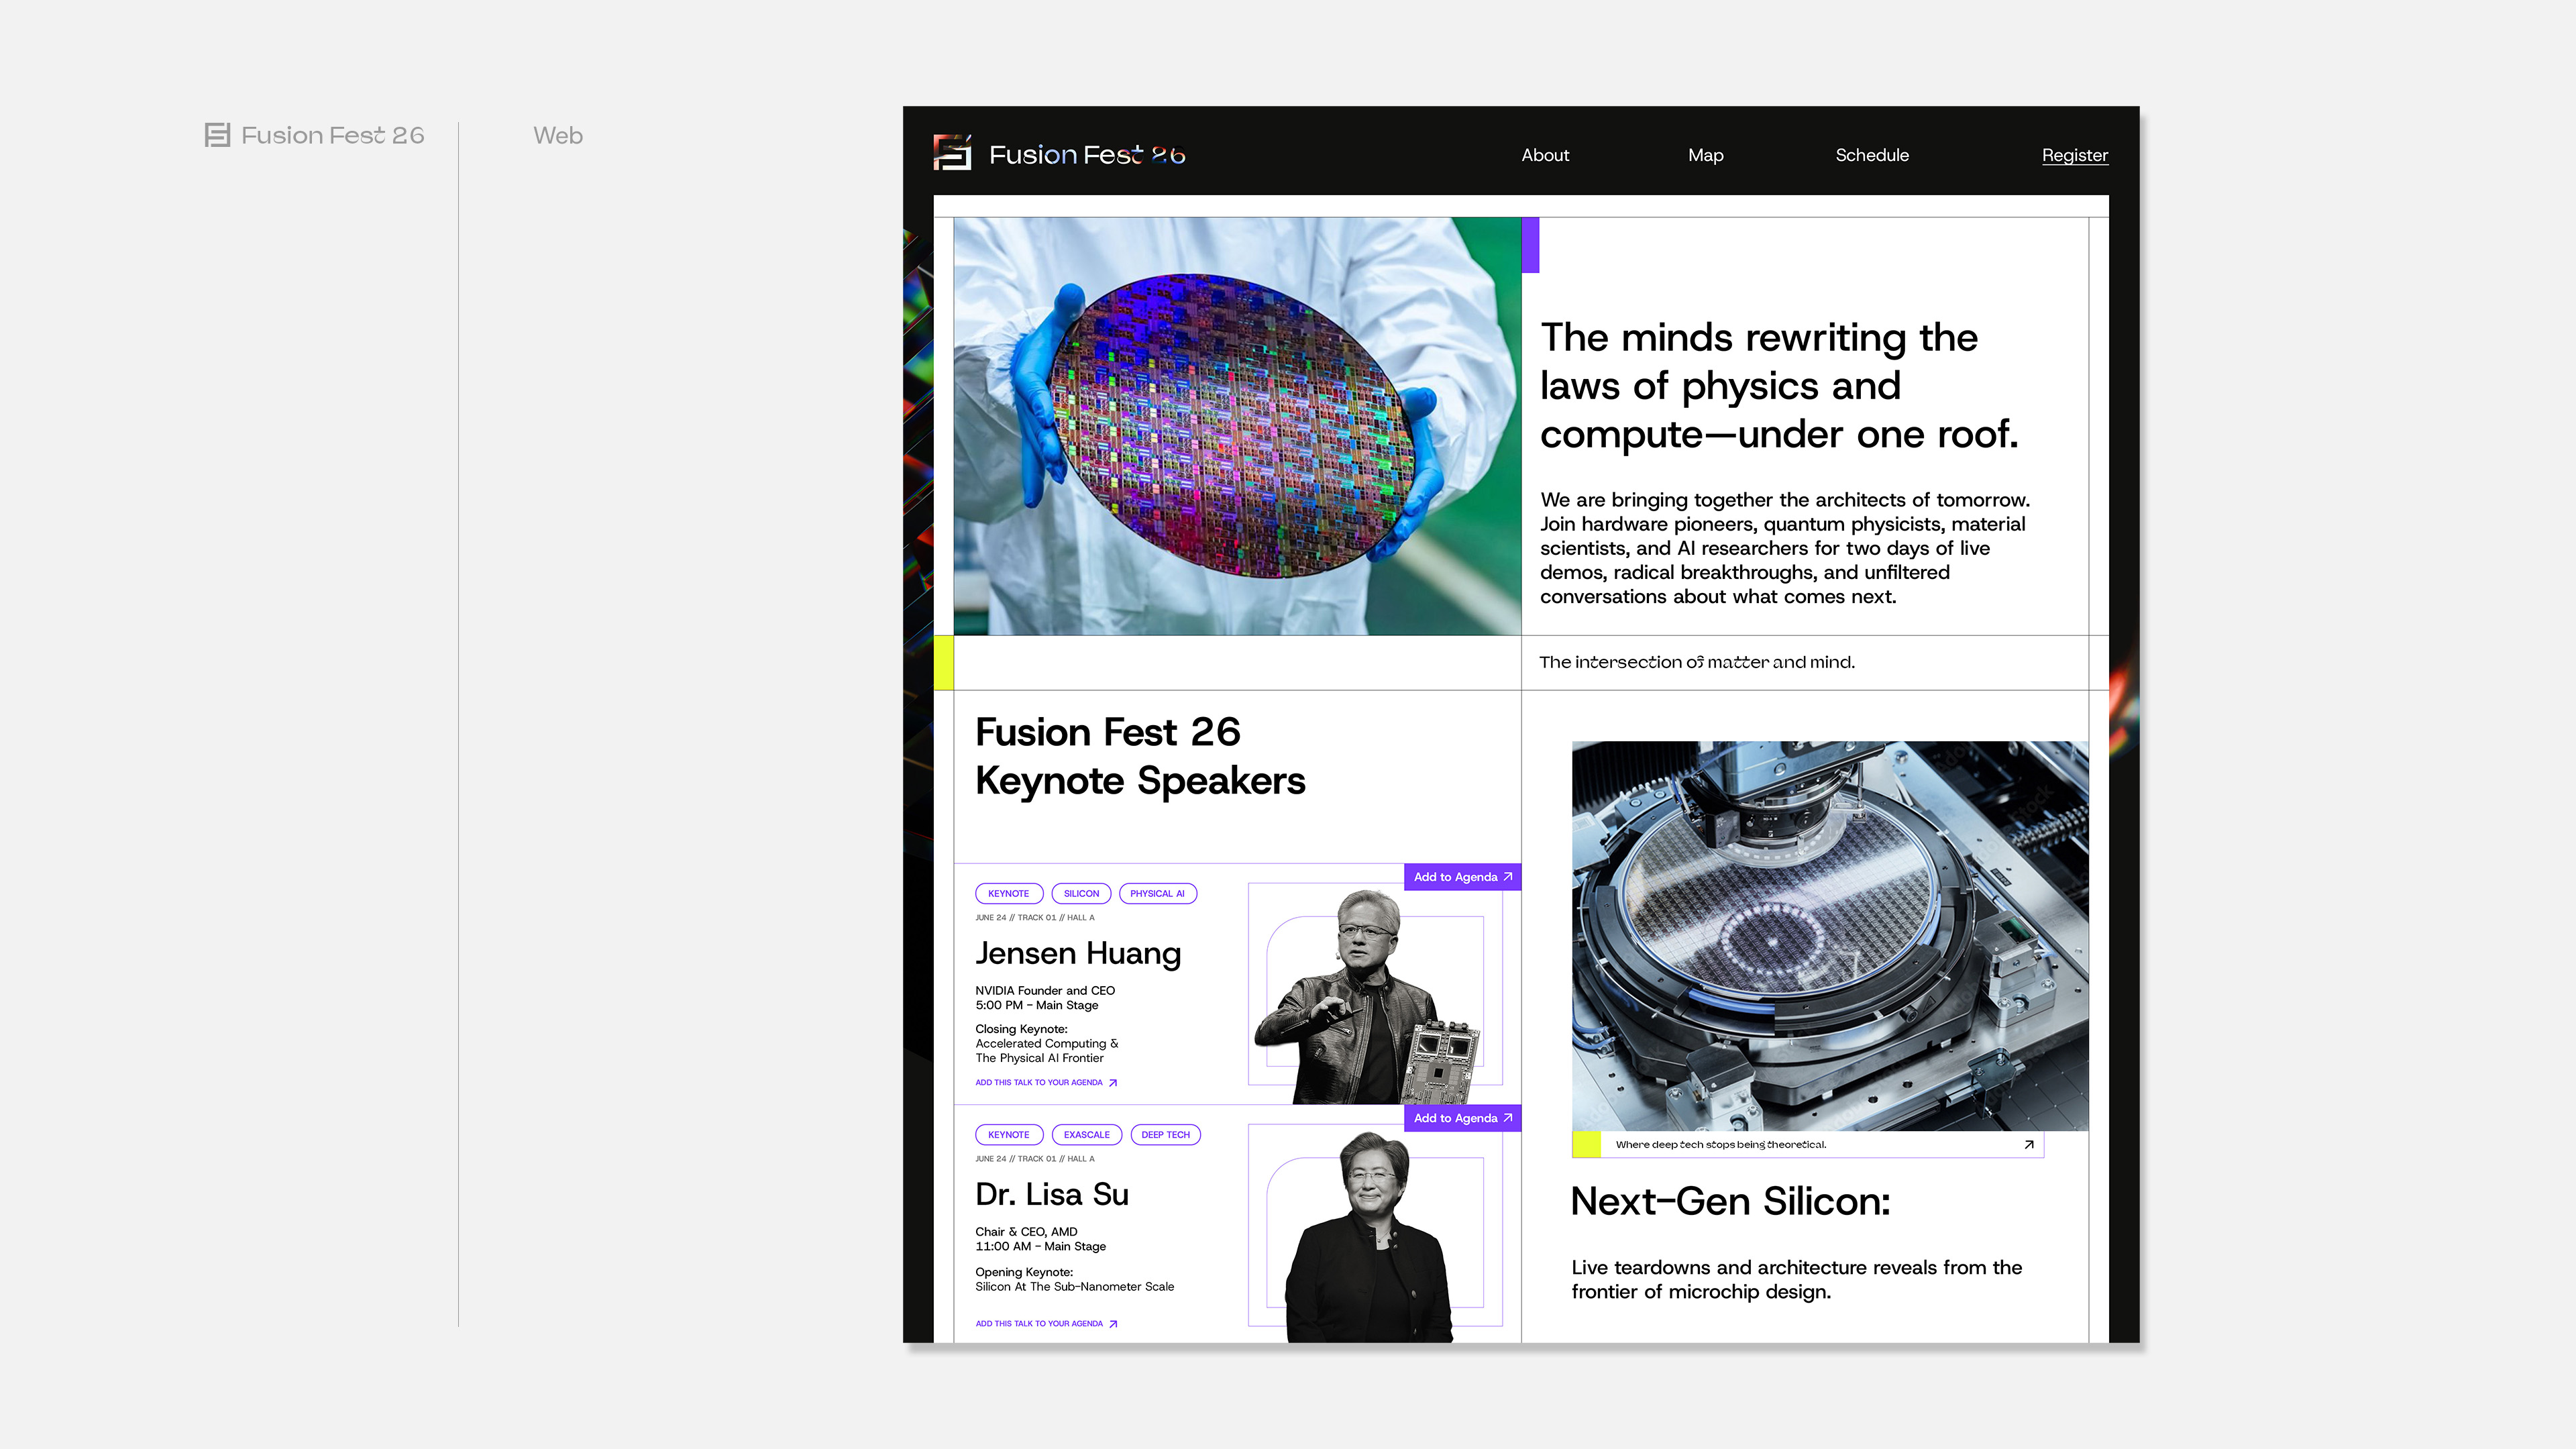 Fusion Fest 26
Web
Fusion Fest 26
About
Map
Schedule
Register
The minds rewriting the
laws of physics and
compute—under one roof.
We are bringing together the architects of tomorrow.
Join hardware pioneers, quantum physicists, material
scientists, and AI researchers for two days of live
demos, radical breakthroughs, and unfiltered
conversations about what comes next.
The intersection of matter and mind.
Fusion Fest 26
Keynote Speakers
Add to Agenda
KEYNOTE
SILICON
PHYSICAL AI
JUNE 24 // TRACK 01 // HALL A
Jensen Huang
NVIDIA Founder and CEO
5:00 PM – Main Stage
Closing Keynote:
Accelerated Computing &
The Physical AI Frontier
ADD THIS TALK TO YOUR AGENDA
Add to Agenda
KEYNOTE
EXASCALE
DEEP TECH
JUNE 24 // TRACK 01 // HALL A
Dr. Lisa Su
Chair & CEO, AMD
11:00 AM – Main Stage
Opening Keynote:
Silicon At The Sub-Nanometer Scale
ADD THIS TALK TO YOUR AGENDA
Where deep tech stops being theoretical.
Next-Gen Silicon:
Live teardowns and architecture reveals from the
frontier of microchip design.